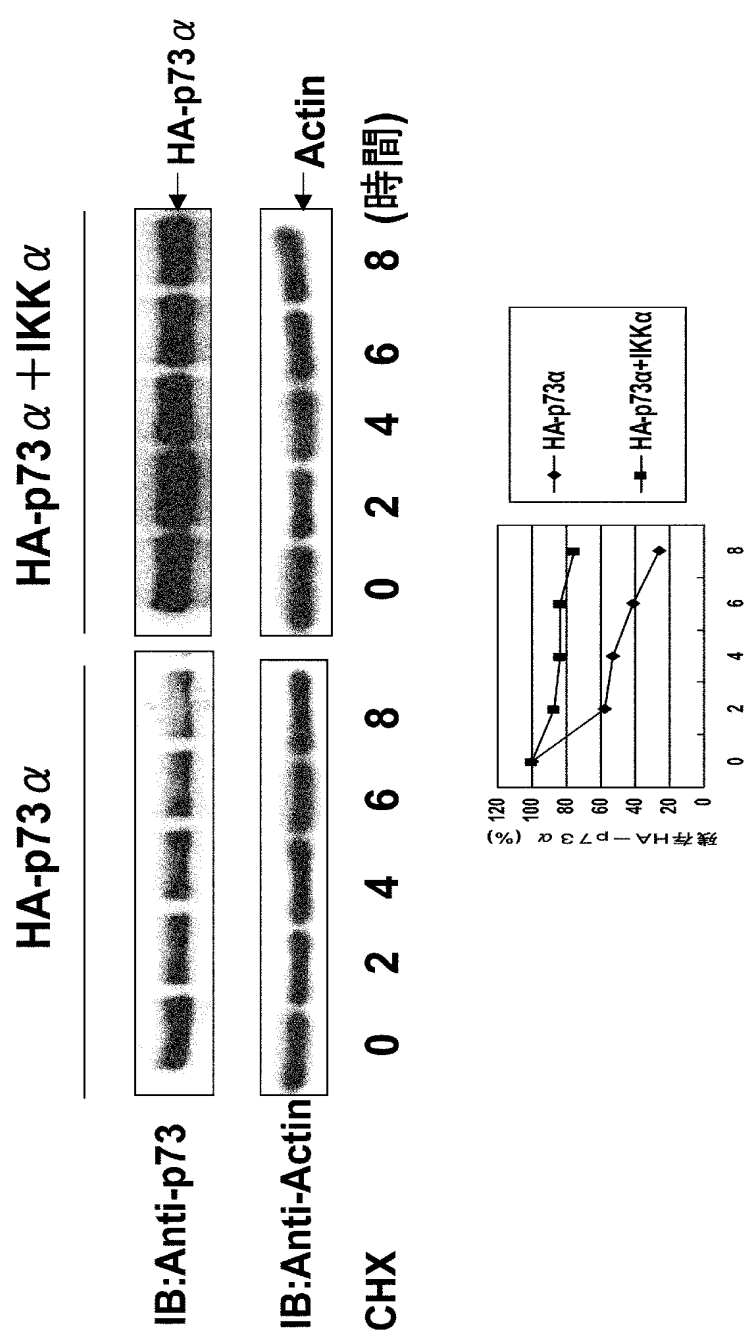 HA-p73α
HA-p73α+IKKα
IB:Anti-p73
HA-p73α
IB:Anti-Actin
Actin
CHX
0 2 4 6 8
0 2 4 6 8
(時間)
残存HA-p73α (%)
120
100
80
60
40
20
0
0 2 4 6 8
HA-p73α
HA-p73α+IKKα